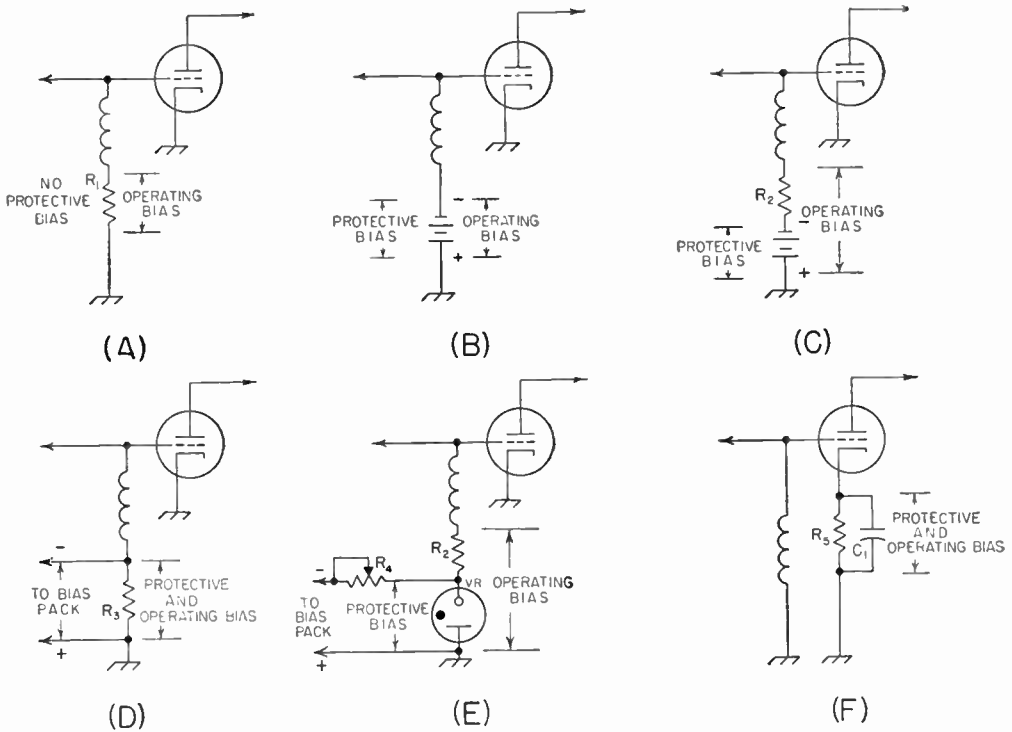 NO
PROTECTIVE
BIAS
R1
OPERATING
BIAS
(A)
PROTECTIVE
BIAS
-
+
OPERATING
BIAS
(B)
PROTECTIVE
BIAS
R2
-
+
OPERATING
BIAS
(C)
-
TO BIAS
PACK
+
R3
PROTECTIVE
AND
OPERATING BIAS
(D)
-
R4
TO
BIAS
PACK
+
PROTECTIVE
BIAS
R2
VR
OPERATING
BIAS
(E)
R5
C1
PROTECTIVE
AND
OPERATING BIAS
(F)